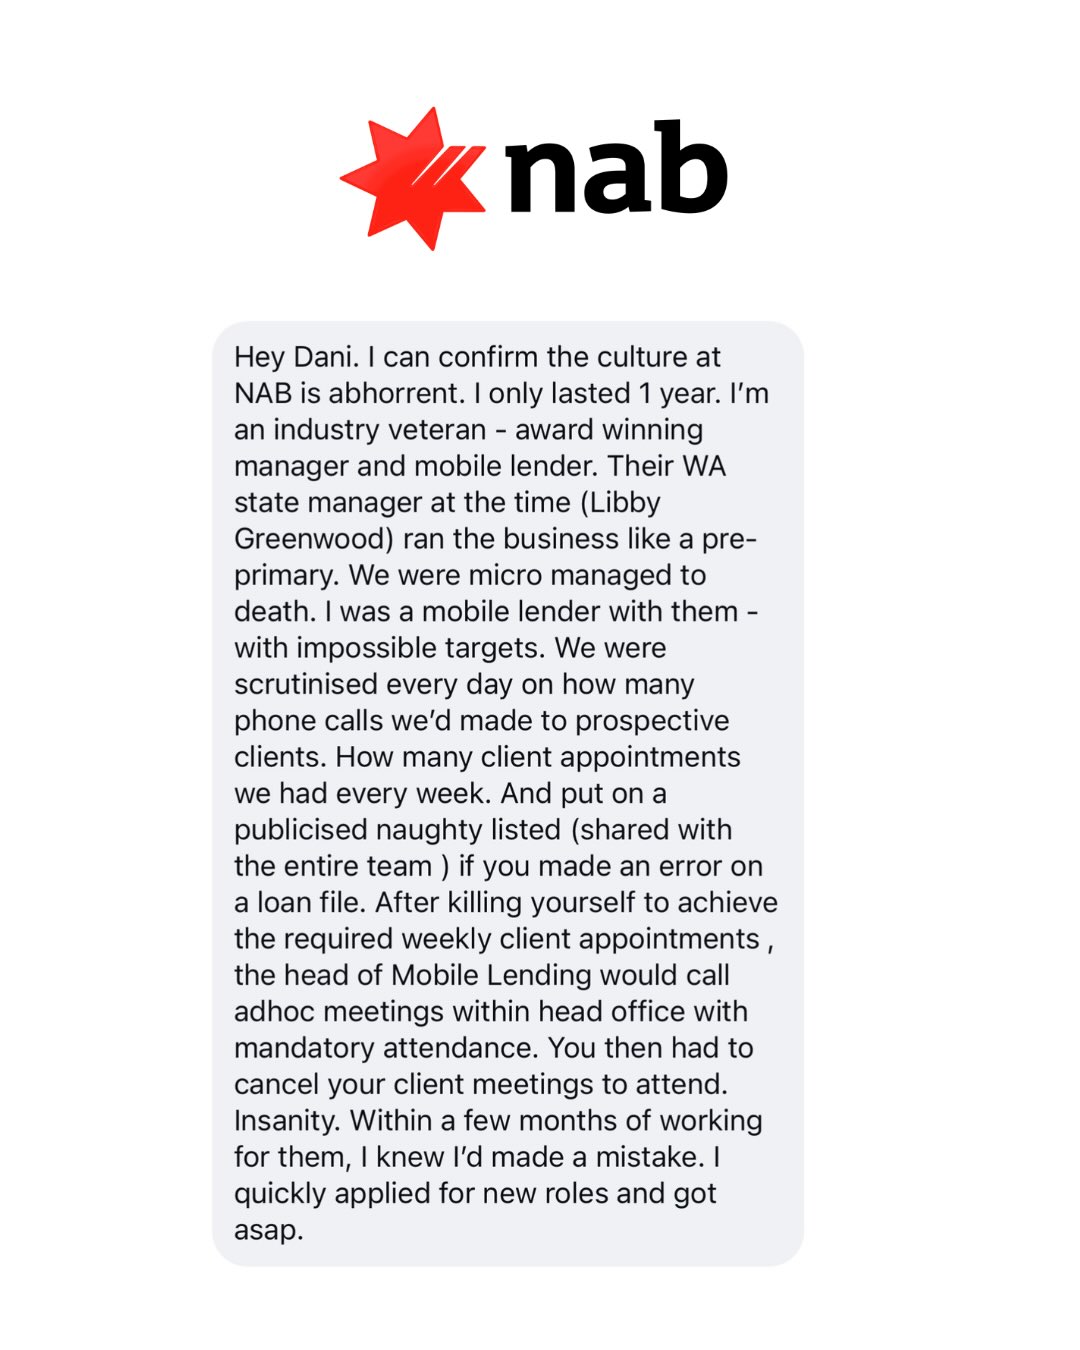 nab
Hey Dani. I can confirm the culture at
NAB is abhorrent. I only lasted 1 year. I’m
an industry veteran - award winning
manager and mobile lender. Their WA
state manager at the time (Libby
Greenwood) ran the business like a pre-
primary. We were micro managed to
death. I was a mobile lender with them -
with impossible targets. We were
scrutinised every day on how many
phone calls we’d made to prospective
clients. How many client appointments
we had every week. And put on a
publicised naughty listed (shared with
the entire team ) if you made an error on
a loan file. After killing yourself to achieve
the required weekly client appointments ,
the head of Mobile Lending would call
adhoc meetings within head office with
mandatory attendance. You then had to
cancel your client meetings to attend.
Insanity. Within a few months of working
for them, I knew I’d made a mistake. I
quickly applied for new roles and got
asap.